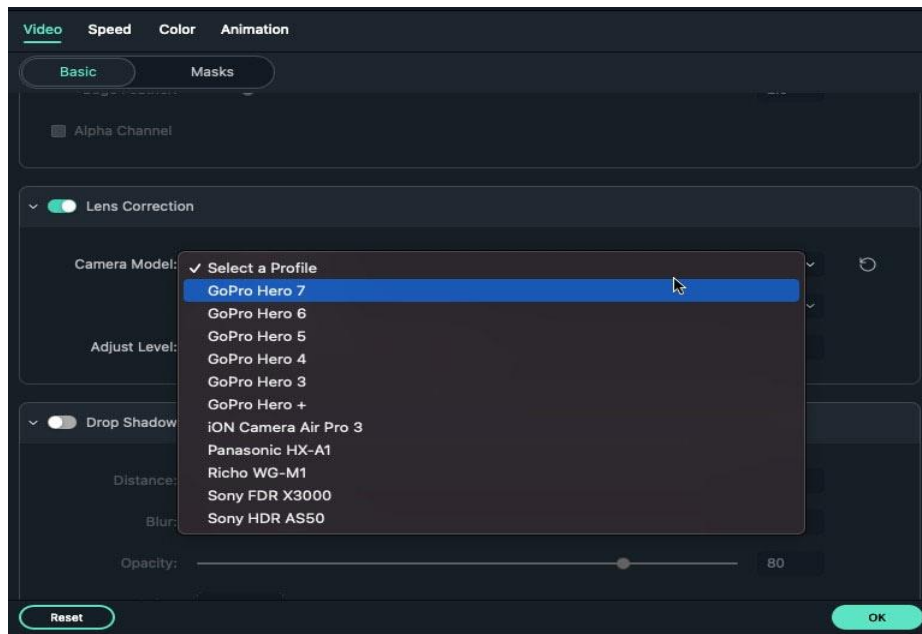 Video Speed Color Animation
Basic Masks
Alpha Channel
Lens Correction
Camera Model: ✓ Select a Profile
GoPro Hero 7
GoPro Hero 6
GoPro Hero 5
Adjust Level:
GoPro Hero 4
GoPro Hero 3
GoPro Hero +
Drop Shadow
iON Camera Air Pro 3
Panasonic HX-A1
Richo WG-M1
Distance:
Sony FDR X3000
Blur:
Sony HDR AS50
Opacity: 80
Reset OK